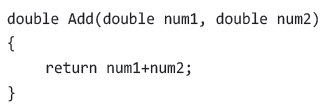 double Add(double num1, double num2)
{
     return num1+num2;
}